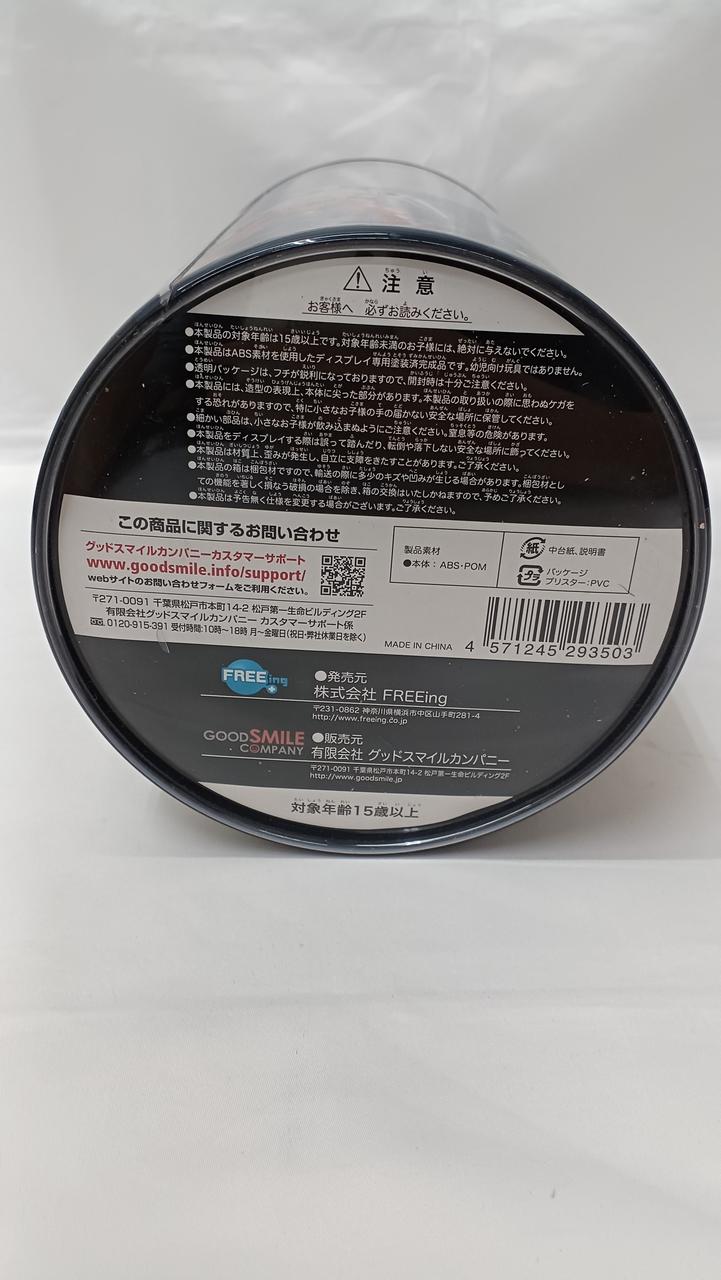 注意
お客様へ 必ずお読みください。
●本製品の対象年齢は15歳以上です。対象年齢未満のお子様には、絶対に与えないでください。
●本製品はABS素材を使用したディスプレイ専用塗装済完成品です。幼児向け玩具ではありません。
●透明パッケージは、フチが鋭利になっておりますので、開封時は十分ご注意ください。
●本製品には、造型の表現上、本体に尖った部分があります。本製品の取り扱いの際に思わぬケガを
する恐れがありますので、特に小さなお子様の手の届かない安全な場所に保管してください。
●細かい部品は、小さなお子様が飲み込まぬようにご注意ください。窒息等の危険があります。
●本製品をディスプレイする際は誤って踏んだり、転倒や落下しない安全な場所に飾ってください。
●本製品は材質上、歪みが発生し、自立に支障をきたすことがあります。ご了承ください。
●本製品の箱は梱包材ですので、輸送の際に多少のキズや凹みが生じる場合があります。梱包材とし
ての機能を著しく損なう破損の場合を除き、箱の交換はいたしかねますので、予めご了承ください。
●本製品は予告無く仕様を変更する場合がございます。ご了承ください。
この商品に関するお問い合わせ
グッドスマイルカンパニーカスタマーサポート
www.goodsmile.info/support/
webサイトのお問い合わせフォームをご利用ください。
〒271-0091 千葉県松戸市本町14-2 松戸第一生命ビルディング2F
有限会社グッドスマイルカンパニー カスタマーサポート係
0120-915-391 受付時間:10時〜18時 月〜金曜日(祝日・弊社休業日を除く)
製品素材
●本体：ABS・POM
紙 中台紙、説明書
プラ パッケージ
ブリスター：PVC
MADE IN CHINA
4 571245 293503
FREEing
●発売元
株式会社 FREEing
〒231-0862 神奈川県横浜市中区山手町281-4
http://www.freeing.co.jp
GOODSMILE COMPANY
●販売元
有限会社 グッドスマイルカンパニー
〒271-0091 千葉県松戸市本町14-2 松戸第一生命ビルディング2F
http://www.goodsmile.jp
対象年齢15歳以上